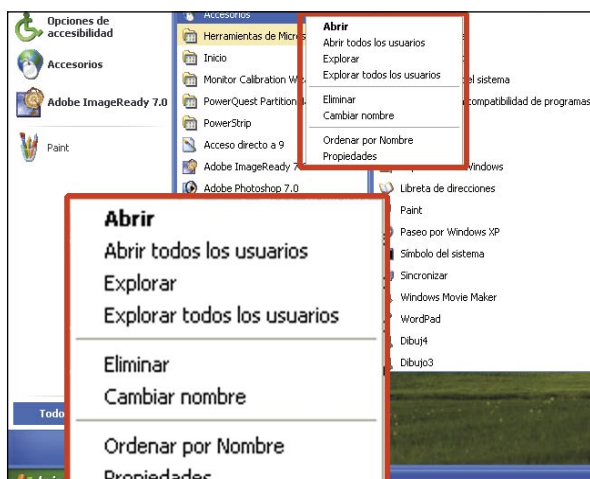 Opciones de
accesibilidad
Accesorios
Adobe ImageReady 7.0
Paint
Todo
Accesorios
Herramientas de Micros
Inicio
Monitor Calibration W
PowerQuest Partition
PowerStrip
Acceso directo a 9
Adobe ImageReady 7
Adobe Photoshop 7.0
Abrir
Abrir todos los usuarios
Explorar
Explorar todos los usuarios
Eliminar
Cambiar nombre
Ordenar por Nombre
Propiedades
el sistema
compatibilidad de programas
Windows
Libreta de direcciones
Paint
Paseo por Windows XP
Símbolo del sistema
Sincronizar
Windows Movie Maker
WordPad
Dibuj4
Dibujo3
Abrir
Abrir todos los usuarios
Explorar
Explorar todos los usuarios
Eliminar
Cambiar nombre
Ordenar por Nombre
Propiedades